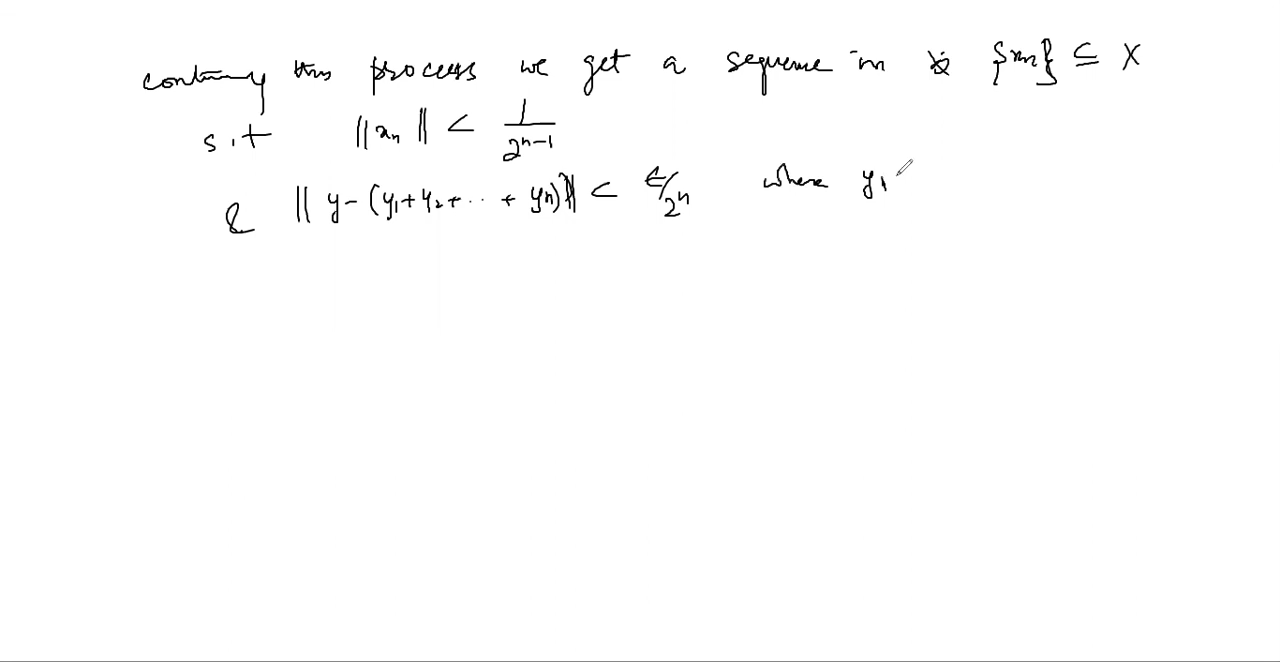 continuing this process we get a sequence in {xn} ⊆ X
s.t ||xn|| < 1/2^{n-1}
& || y - (y1 + y2 + .. + yn) || < ε/2^n where y1